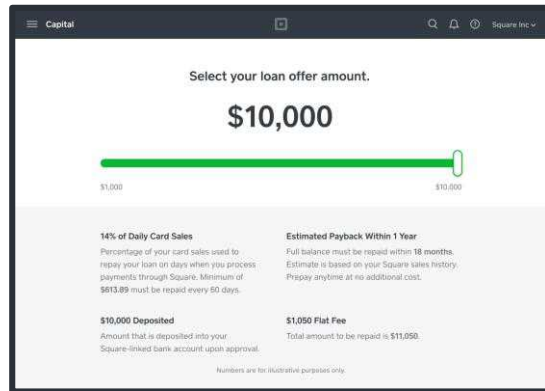 Capital
Square Inc
Select your loan offer amount.
$10,000
$1,000
$10,000
14% of Daily Card Sales
Percentage of your card sales used to
repay your loan on days when you process
payments through Square. Minimum of
$613.89 must be repaid every 60 days.
Estimated Payback Within 1 Year
Full balance must be repaid within 18 months.
Estimate is based on your Square sales history.
Prepay anytime at no additional cost.
$10,000 Deposited
Amount that is deposited into your
Square-linked bank account upon approval.
$1,050 Flat Fee
Total amount to be repaid is $11,050.
Numbers are for illustrative purposes only.